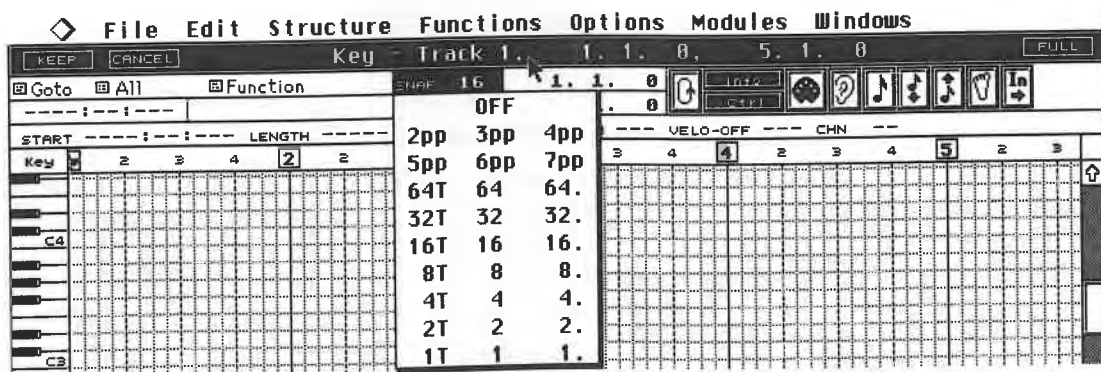 File Edit Structure Functions Options Modules Windows
KEEP CANCEL Key - Track 1. 1. 1. 0, 5. 1. 0 FULL
Goto All Function SNAP 16 1. 1. 0 Info In
--:--:--- 0
START -----:--:--- LENGTH ----- --- VELO-OFF --- CHN --
Key 2 3 4 2 2 3 4 4 2 3 4 5 2 3
OFF
2pp 3pp 4pp
5pp 6pp 7pp
64T 64 64.
32T 32 32.
16T 16 16.
8T 8 8.
4T 4 4.
2T 2 2.
1T 1 1.
C4
C3